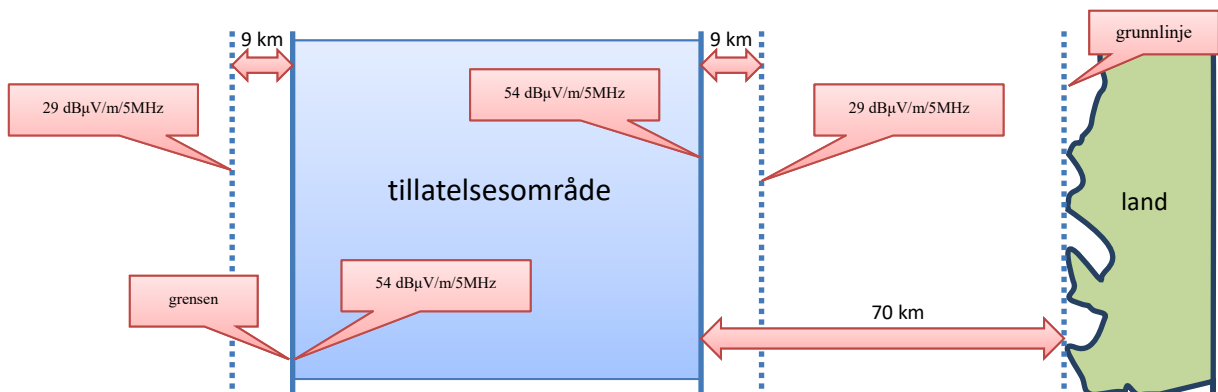 9 km
9 km
grunnlinje
29 dBµV/m/5MHz
54 dBµV/m/5MHz
29 dBµV/m/5MHz
tillatelsesområde
land
grensen
54 dBµV/m/5MHz
70 km